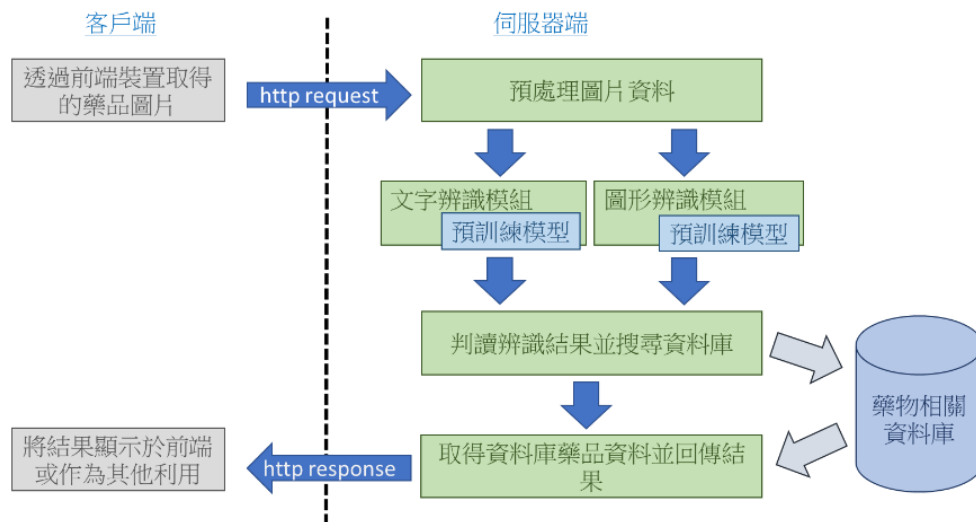 客戶端
伺服器端
透過前端裝置取得
的藥品圖片
http request
預處理圖片資料
文字辨識模組
預訓練模型
圖形辨識模組
預訓練模型
判讀辨識結果並搜尋資料庫
藥物相關
資料庫
將結果顯示於前端
或作為其他利用
http response
取得資料庫藥品資料並回傳結
果